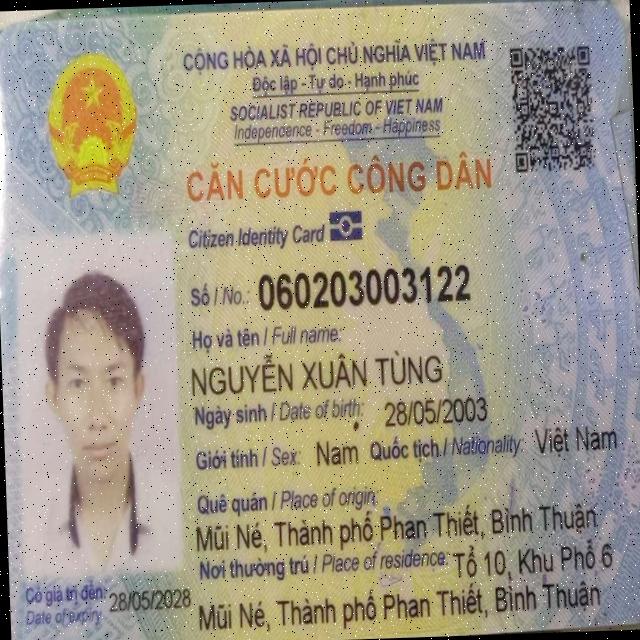 CỘNG HÒA XÃ HỘI CHỦ NGHĨA VIỆT NAM
Độc lập - Tự do - Hạnh phúc
SOCIALIST REPUBLIC OF VIET NAM
Independence - Freedom - Happiness
CĂN CƯỚC CÔNG DÂN
Citizen Identity Card
Số / No.: 060203003122
Họ và tên / Full name:
NGUYỄN XUÂN TÙNG
Ngày sinh / Date of birth: 28/05/2003
Giới tính / Sex: Nam Quốc tịch / Nationality: Việt Nam
Quê quán / Place of origin:
Mũi Né, Thành phố Phan Thiết, Bình Thuận
Nơi thường trú / Place of residence: Tổ 10, Khu Phố 6
Mũi Né, Thành phố Phan Thiết, Bình Thuận
Có giá trị đến: 28/05/2028
Date of expiry